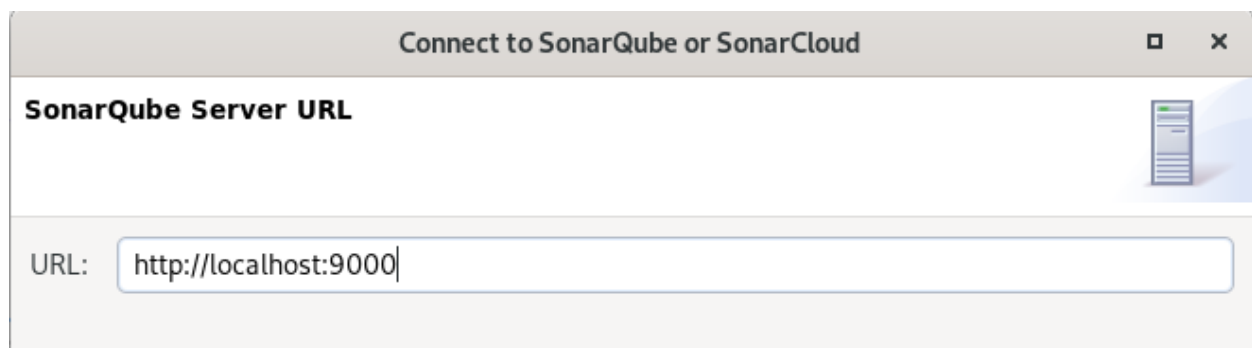 Connect to SonarQube or SonarCloud
SonarQube Server URL
URL: http://localhost:9000